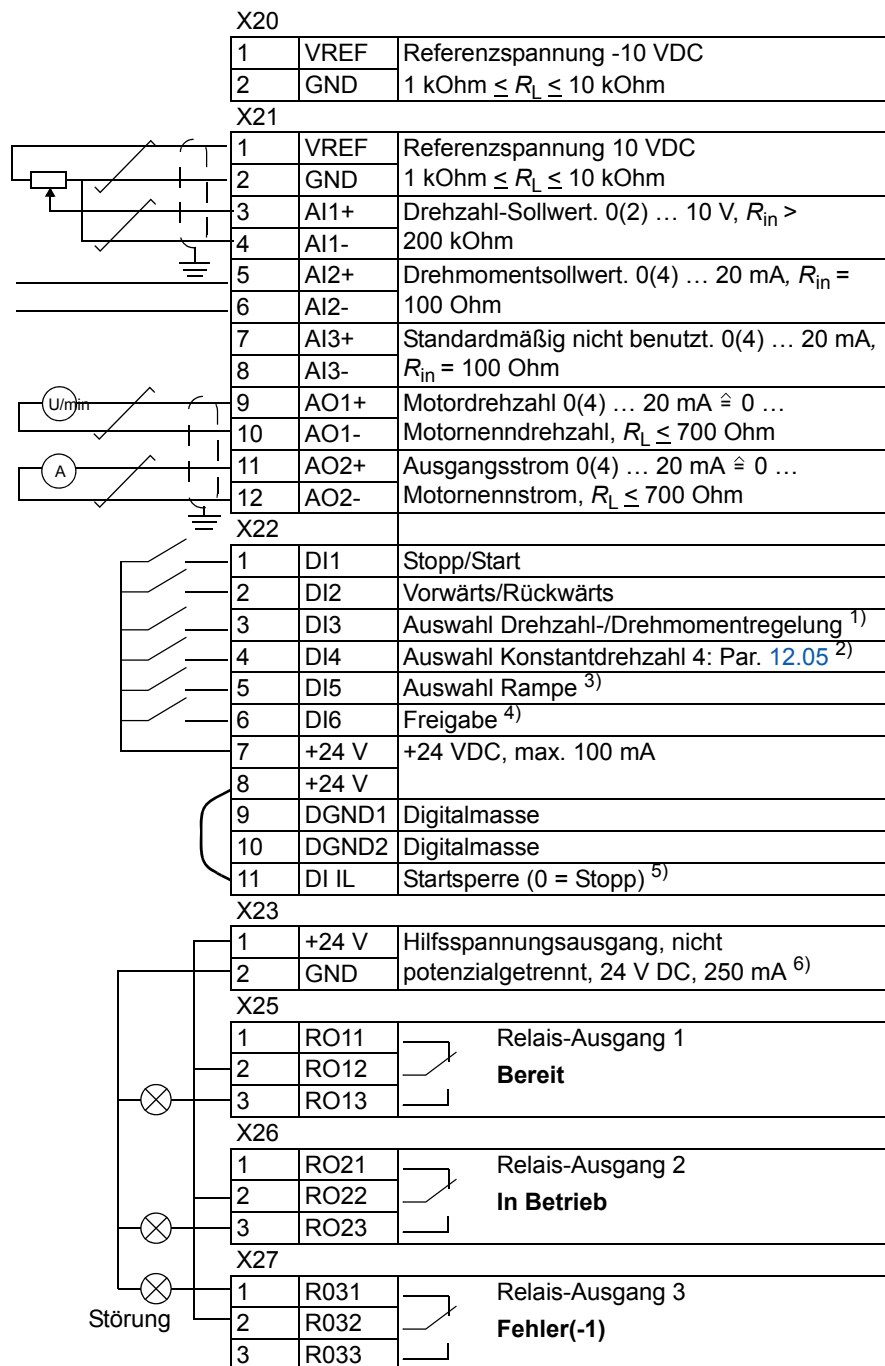 X20
1 VREF Referenzspannung -10 VDC
2 GND 1 kOhm ≤ RL ≤ 10 kOhm
X21
1 VREF Referenzspannung 10 VDC
2 GND 1 kOhm ≤ RL ≤ 10 kOhm
3 AI1+ Drehzahl-Sollwert. 0(2) … 10 V, Rin >
4 AI1- 200 kOhm
5 AI2+ Drehmomentsollwert. 0(4) … 20 mA, Rin =
6 AI2- 100 Ohm
7 AI3+ Standardmäßig nicht benutzt. 0(4) … 20 mA,
8 AI3- Rin = 100 Ohm
U/min 9 AO1+ Motordrehzahl 0(4) … 20 mA ≙ 0 …
10 AO1- Motornenndrehzahl, RL ≤ 700 Ohm
A 11 AO2+ Ausgangsstrom 0(4) … 20 mA ≙ 0 …
12 AO2- Motornennstrom, RL ≤ 700 Ohm
X22
1 DI1 Stopp/Start
2 DI2 Vorwärts/Rückwärts
3 DI3 Auswahl Drehzahl-/Drehmomentregelung 1)
4 DI4 Auswahl Konstantdrehzahl 4: Par. 12.05 2)
5 DI5 Auswahl Rampe 3)
6 DI6 Freigabe 4)
7 +24 V +24 VDC, max. 100 mA
8 +24 V
9 DGND1 Digitalmasse
10 DGND2 Digitalmasse
11 DI IL Startsperre (0 = Stopp) 5)
X23
1 +24 V Hilfsspannungsausgang, nicht
2 GND potenzialgetrennt, 24 V DC, 250 mA 6)
X25
1 RO11 Relais-Ausgang 1
2 RO12 Bereit
3 RO13
X26
1 RO21 Relais-Ausgang 2
2 RO22 In Betrieb
3 RO23
X27
1 R031 Relais-Ausgang 3
Störung 2 R032 Fehler(-1)
3 R033